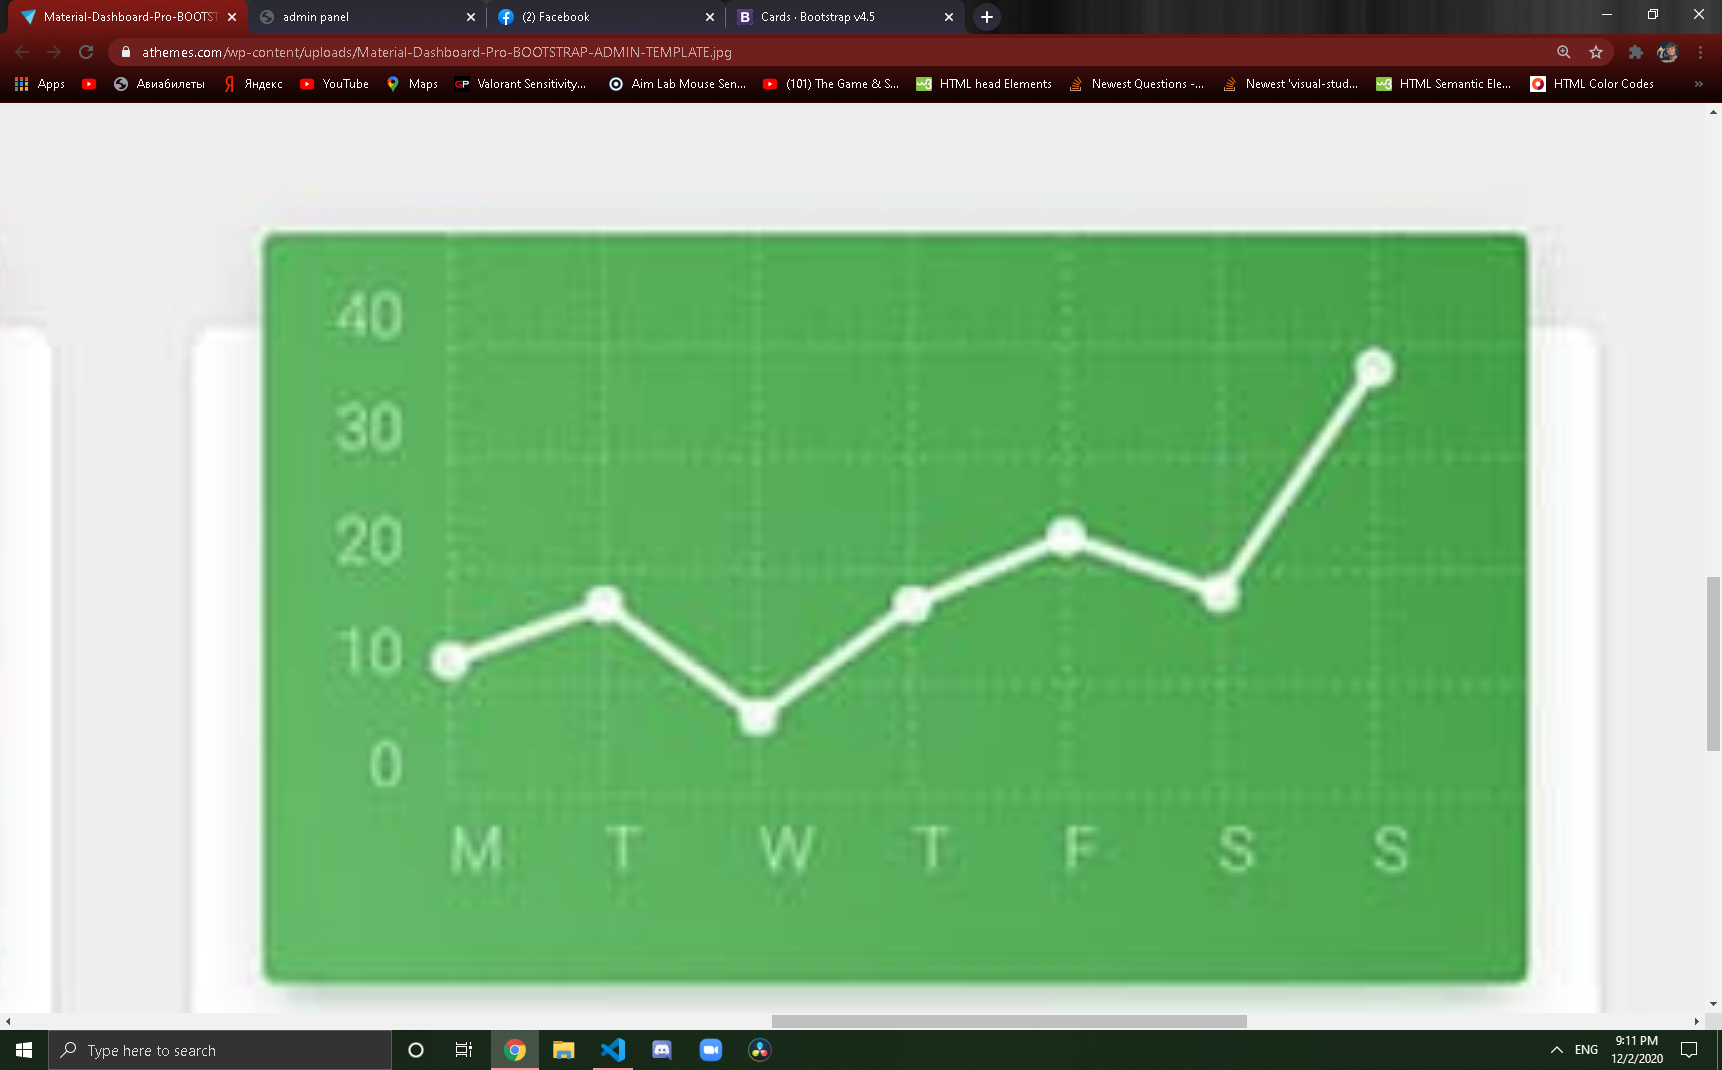 Material-Dashboard-Pro-BOOTST
admin panel
(2) Facebook
B
Cards · Bootstrap v4.5
athemes.com/wp-content/uploads/Material-Dashboard-Pro-BOOTSTRAP-ADMIN-TEMPLATE.jpg
Apps
Авиабилеты
Я Яндекс
YouTube
Maps
GP Valorant Sensitivity...
Aim Lab Mouse Sen...
(101) The Game & S...
HTML head Elements
Newest Questions -...
Newest 'visual-stud...
HTML Semantic Ele...
HTML Color Codes
»
40
30
20
10
0
M T W T F S S
Type here to search
ENG
9:11 PM
12/2/2020